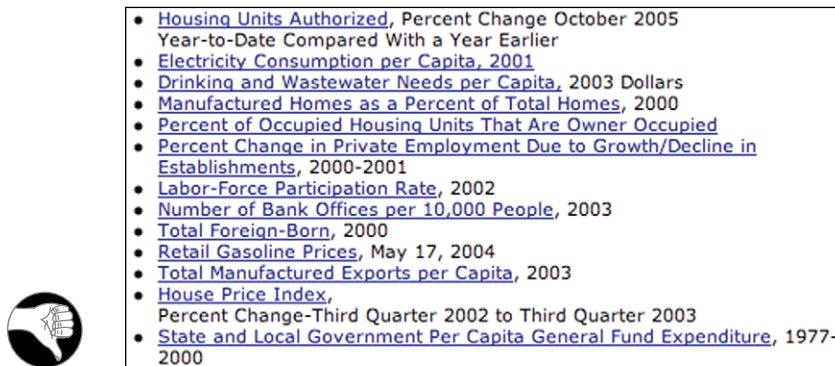 • Housing Units Authorized, Percent Change October 2005
Year-to-Date Compared With a Year Earlier
• Electricity Consumption per Capita, 2001
• Drinking and Wastewater Needs per Capita, 2003 Dollars
• Manufactured Homes as a Percent of Total Homes, 2000
• Percent of Occupied Housing Units That Are Owner Occupied
• Percent Change in Private Employment Due to Growth/Decline in
Establishments, 2000-2001
• Labor-Force Participation Rate, 2002
• Number of Bank Offices per 10,000 People, 2003
• Total Foreign-Born, 2000
• Retail Gasoline Prices, May 17, 2004
• Total Manufactured Exports per Capita, 2003
• House Price Index,
Percent Change-Third Quarter 2002 to Third Quarter 2003
• State and Local Government Per Capita General Fund Expenditure, 1977-
2000